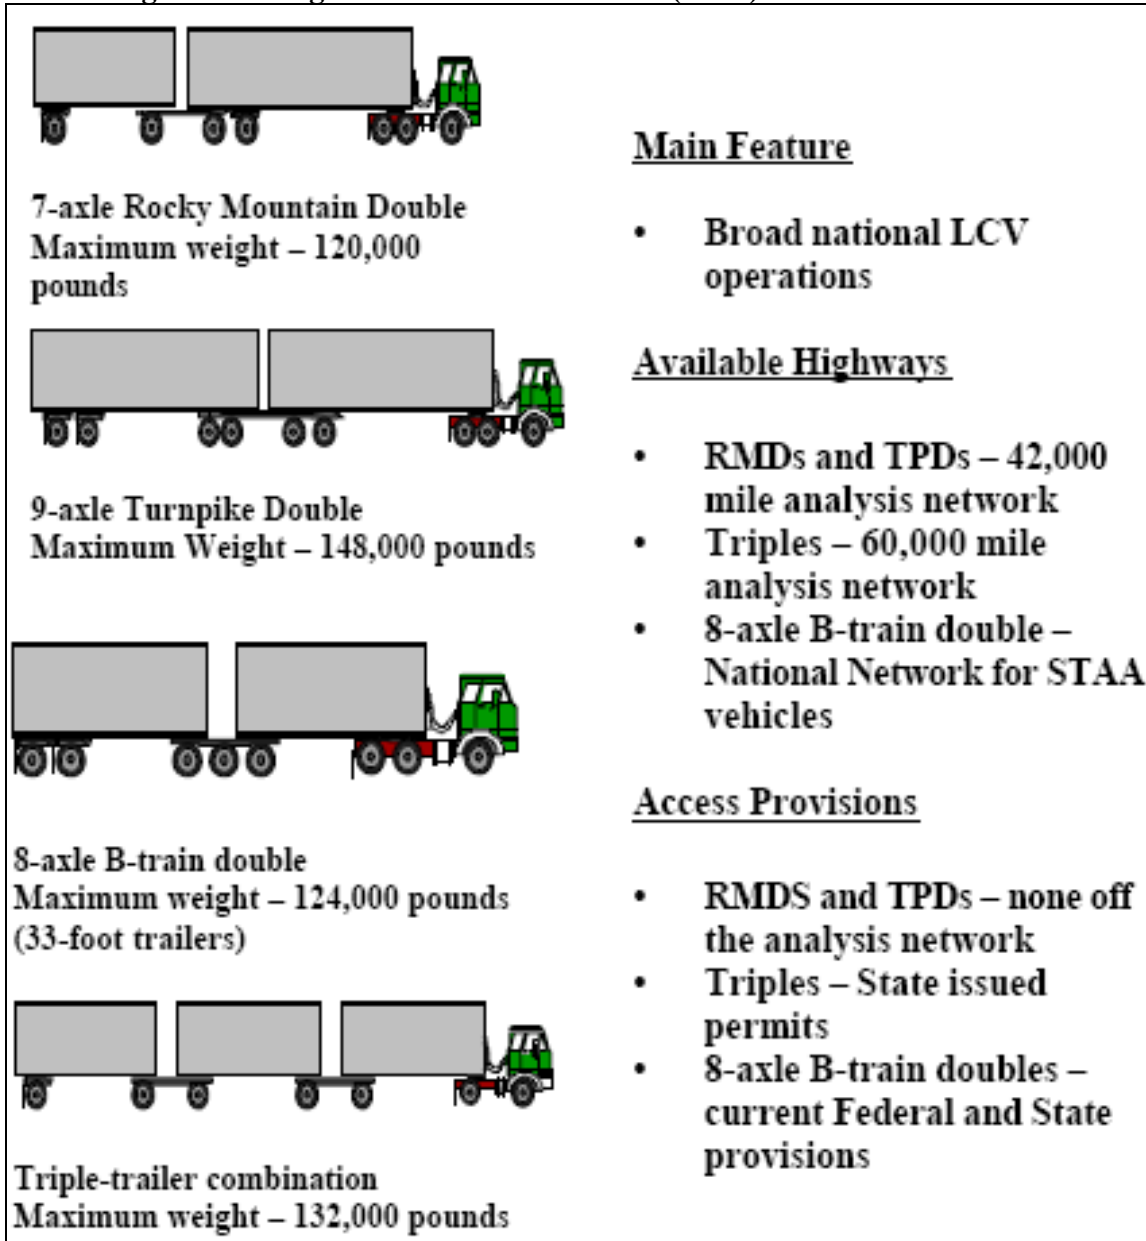 7-axle Rocky Mountain Double
Maximum weight – 120,000
pounds
9-axle Turnpike Double
Maximum Weight – 148,000 pounds
8-axle B-train double
Maximum weight – 124,000 pounds
(33-foot trailers)
Triple-trailer combination
Maximum weight – 132,000 pounds
Main Feature
• Broad national LCV
operations
Available Highways
• RMDs and TPDs – 42,000
mile analysis network
• Triples – 60,000 mile
analysis network
• 8-axle B-train double –
National Network for STAA
vehicles
Access Provisions
• RMDS and TPDs – none off
the analysis network
• Triples – State issued
permits
• 8-axle B-train doubles –
current Federal and State
provisions